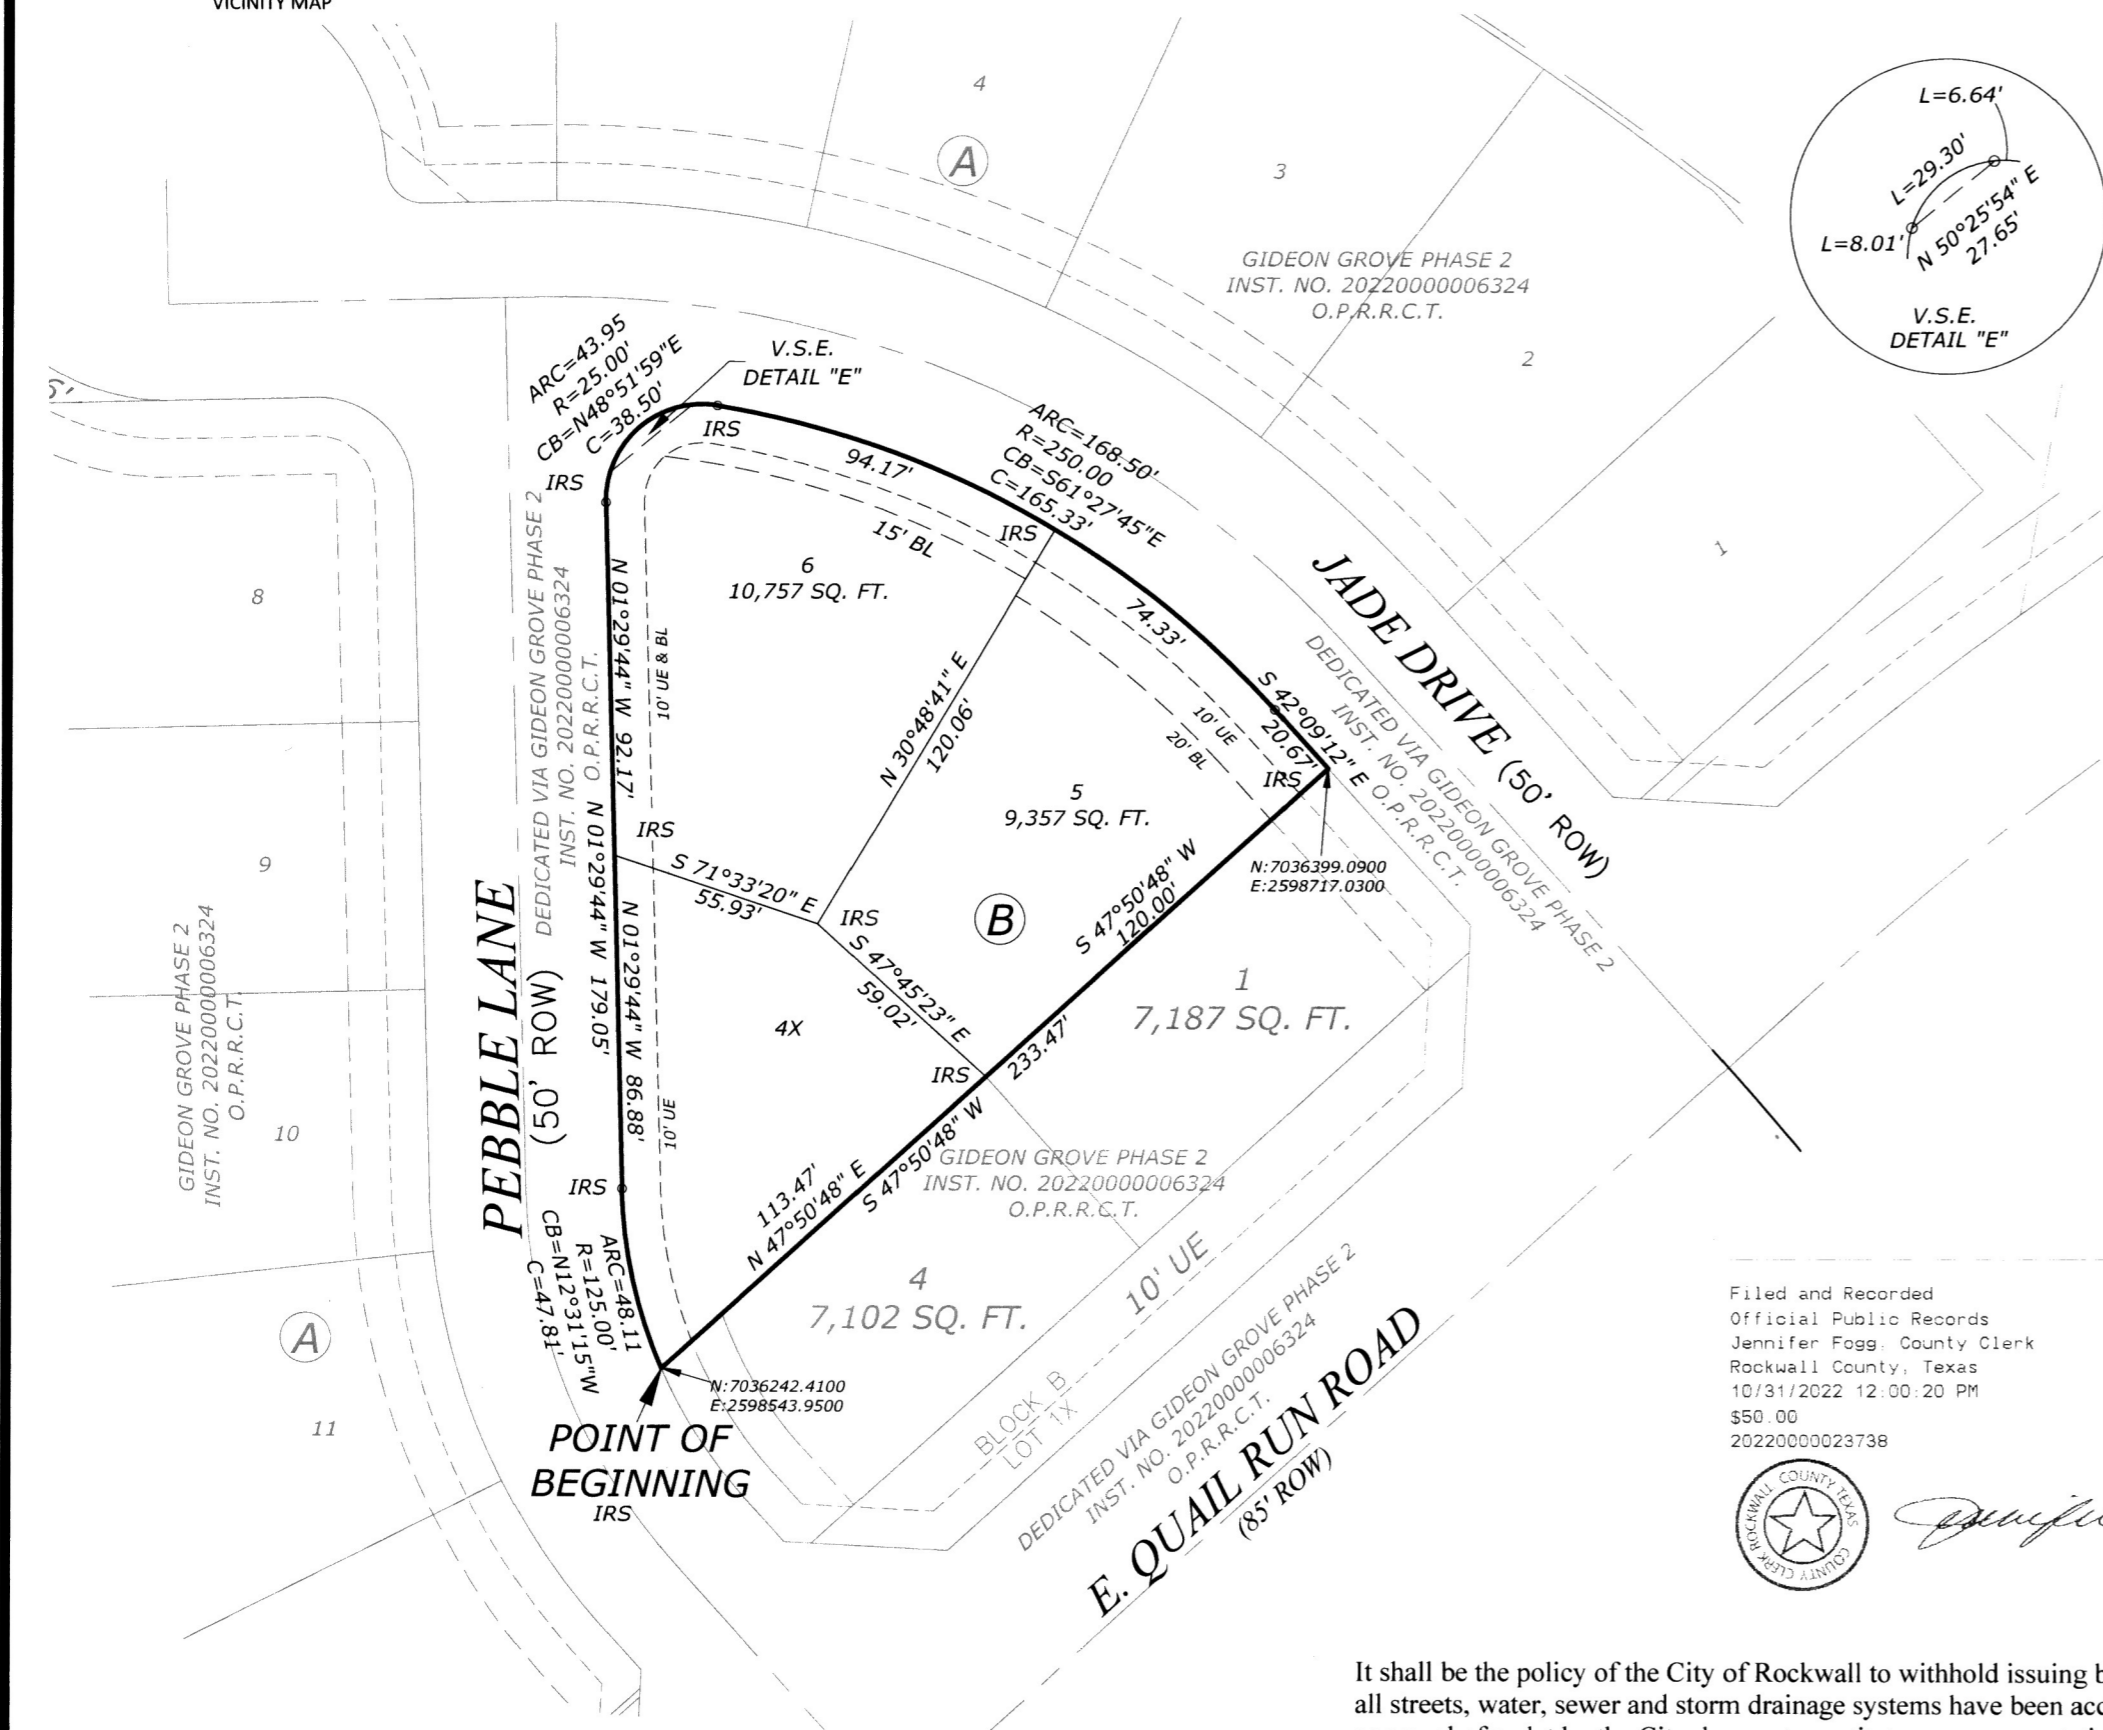 VICINITY MAP
4
A
3
L=6.64'
L=29.30'
L=8.01'
N 50°25'54" E
27.65'
V.S.E.
DETAIL "E"
GIDEON GROVE PHASE 2
INST. NO. 20220000006324
O.P.R.R.C.T.
2
1
ARC=43.95
R=25.00'
CB=N48°51'59"E
C=38.50'
V.S.E.
DETAIL "E"
IRS
IRS
94.17'
ARC=168.50'
R=250.00
CB=S61°27'45"E
C=165.33'
IRS
15' BL
6
10,757 SQ. FT.
8
N 01°29'44" W 92.17'
10' UE & BL
DEDICATED VIA GIDEON GROVE PHASE 2
INST. NO. 20220000006324
O.P.R.R.C.T.
N 30°48'41" E
120.06'
74.33'
JADE DRIVE (50' ROW)
DEDICATED VIA GIDEON GROVE PHASE 2
INST. NO. 20220000006324
O.P.R.R.C.T.
S 42°09'12" E
20.67'
10' UE
20' BL
IRS
5
9,357 SQ. FT.
N:7036399.0900
E:2598717.0300
9
IRS
S 71°33'20" E
55.93'
IRS
B
S 47°50'48" W
120.00'
N 01°29'44" W 179.05'
N 01°29'44" W 86.88'
PEBBLE LANE
(50' ROW)
GIDEON GROVE PHASE 2
INST. NO. 20220000006324
O.P.R.R.C.T.
S 47°45'23" E
59.02'
4X
1
7,187 SQ. FT.
IRS
233.47'
S 47°50'48" W
10
10' UE
GIDEON GROVE PHASE 2
INST. NO. 20220000006324
O.P.R.R.C.T.
IRS
113.47'
N 47°50'48" E
ARC=48.11
R=125.00'
CB=N12°31'15"W
C=47.81'
4
7,102 SQ. FT.
10' UE
A
11
N:7036242.4100
E:2598543.9500
POINT OF
BEGINNING
IRS
BLOCK B
LOT 1X
DEDICATED VIA GIDEON GROVE PHASE 2
INST. NO. 20220000006324
O.P.R.R.C.T.
E. QUAIL RUN ROAD
(85' ROW)
Filed and Recorded
Official Public Records
Jennifer Fogg, County Clerk
Rockwall County, Texas
10/31/2022 12:00:20 PM
$50.00
20220000023738
COUNTY TEXAS
COUNTY CLERK ROCKWALL
It shall be the policy of the City of Rockwall to withhold issuing
all streets, water, sewer and storm drainage systems have been